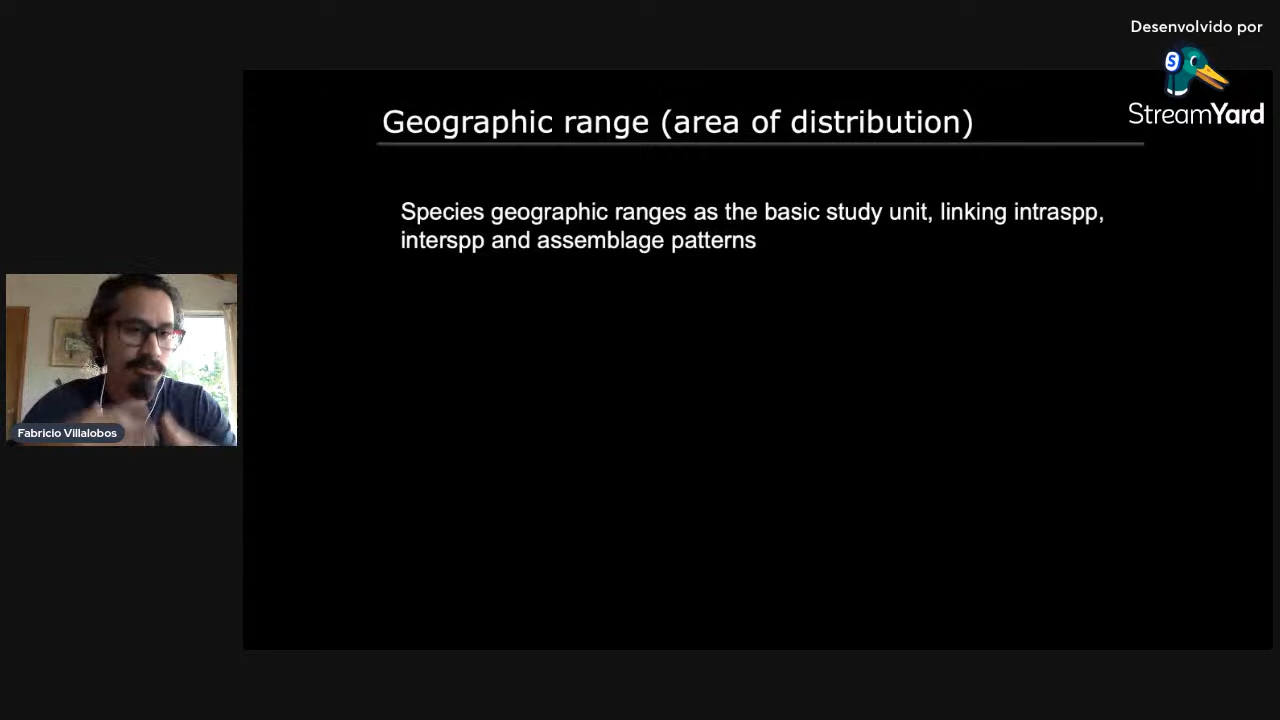 Desenvolvido por
StreamYard
Geographic range (area of distribution)
Species geographic ranges as the basic study unit, linking intraspp,
interspp and assemblage patterns
Fabricio Villalobos